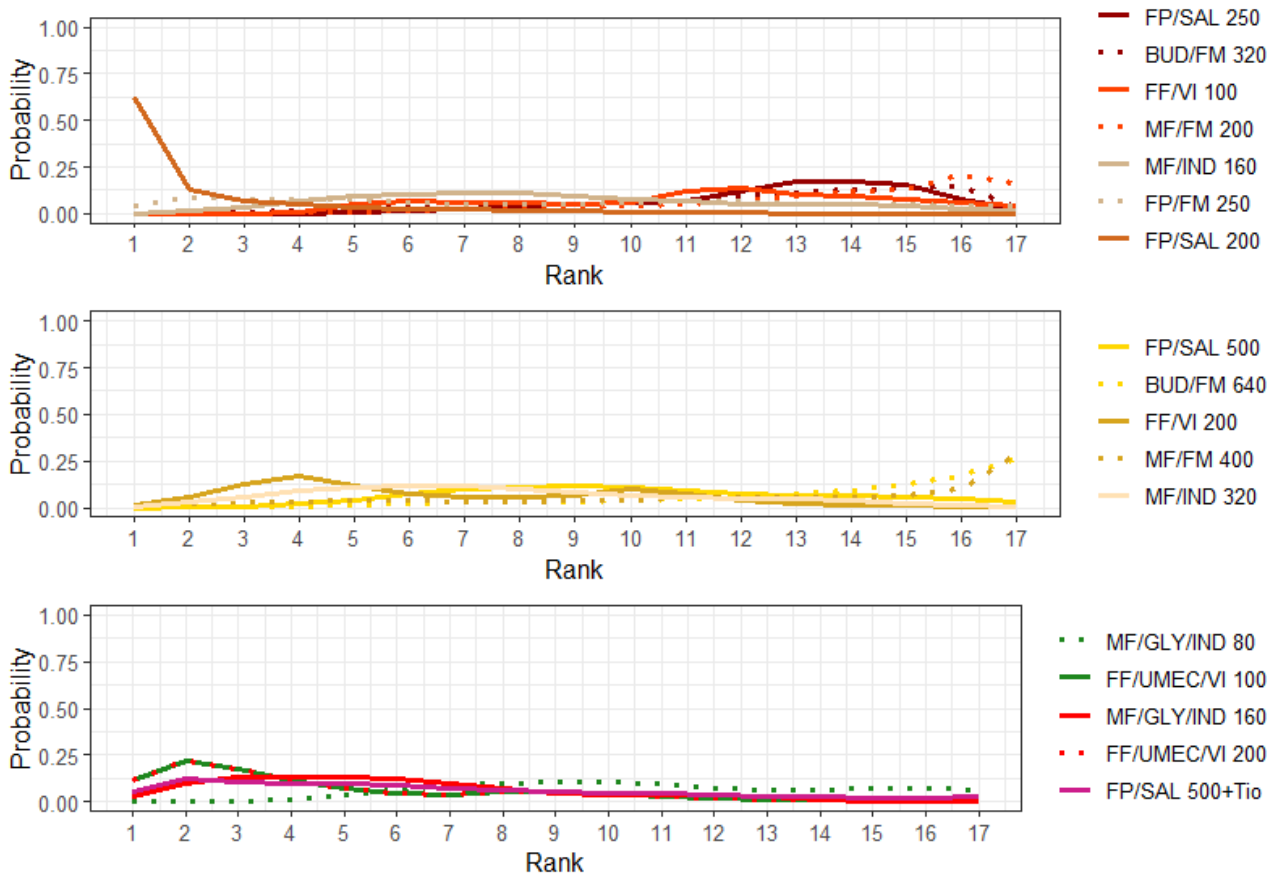 FP/SAL 250
BUD/FM 320
FF/VI 100
MF/FM 200
MF/IND 160
FP/FM 250
FP/SAL 200
Probability
1.00
0.75
0.50
0.25
0.00
1 2 3 4 5 6 7 8 9 10 11 12 13 14 15 16 17
Rank
FP/SAL 500
BUD/FM 640
FF/VI 200
MF/FM 400
MF/IND 320
Probability
1.00
0.75
0.50
0.25
0.00
1 2 3 4 5 6 7 8 9 10 11 12 13 14 15 16 17
Rank
MF/GLY/IND 80
FF/UMEC/VI 100
MF/GLY/IND 160
FF/UMEC/VI 200
FP/SAL 500+Tio
Probability
1.00
0.75
0.50
0.25
0.00
1 2 3 4 5 6 7 8 9 10 11 12 13 14 15 16 17
Rank